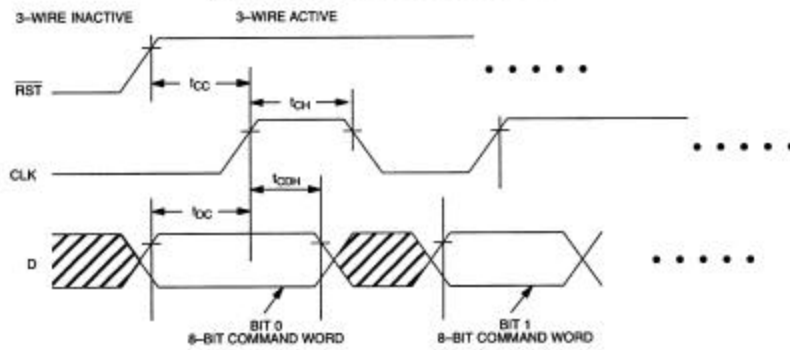 3–WIRE INACTIVE
3–WIRE ACTIVE
RST
tCC
tCH
CLK
tCDH
tDC
D
BIT 0
8–BIT COMMAND WORD
BIT 1
8–BIT COMMAND WORD